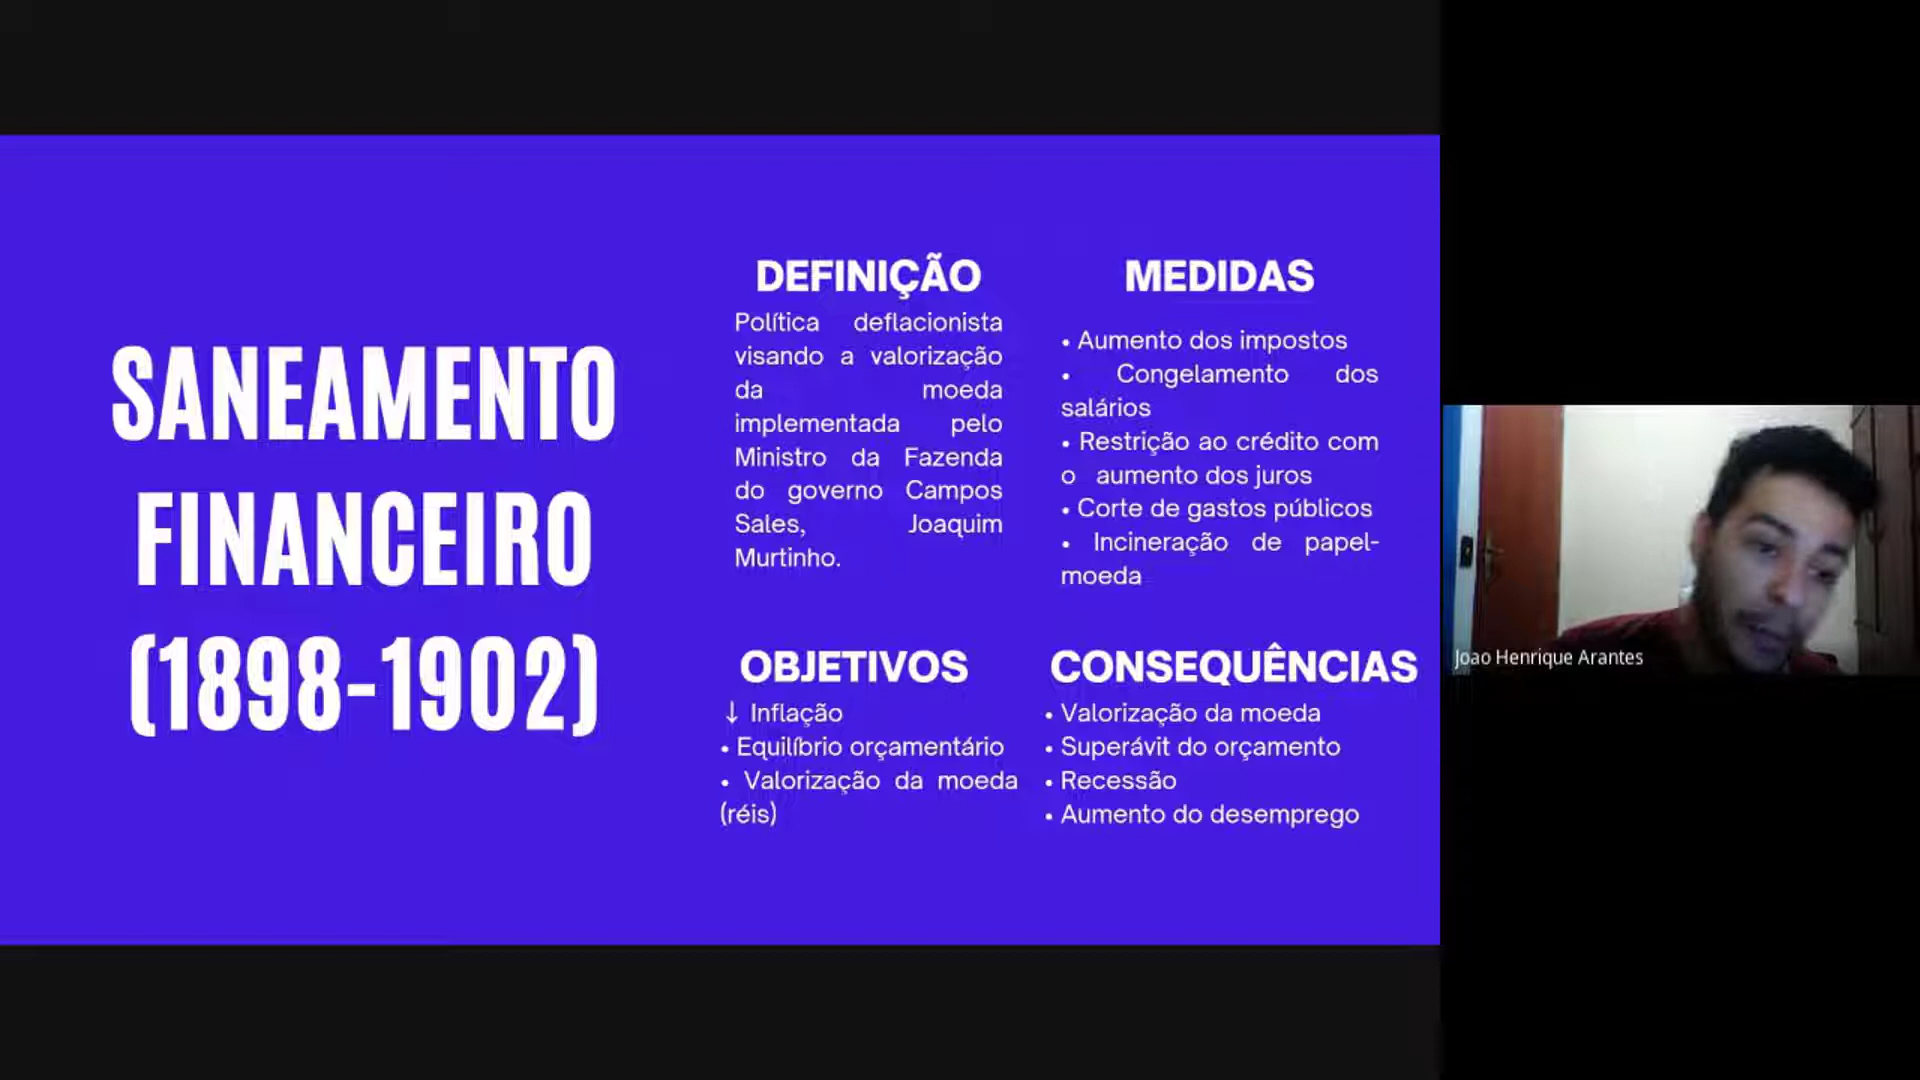 SANEAMENTO
FINANCEIRO
(1898-1902)
DEFINIÇÃO
Política deflacionista
visando a valorização
da moeda
implementada pelo
Ministro da Fazenda
do governo Campos
Sales, Joaquim
Murtinho.
MEDIDAS
• Aumento dos impostos
• Congelamento dos
salários
• Restrição ao crédito com
o aumento dos juros
• Corte de gastos públicos
• Incineração de papel-
moeda
OBJETIVOS
↓ Inflação
• Equilíbrio orçamentário
• Valorização da moeda
(réis)
CONSEQUÊNCIAS
• Valorização da moeda
• Superávit do orçamento
• Recessão
• Aumento do desemprego
Joao Henrique Arantes